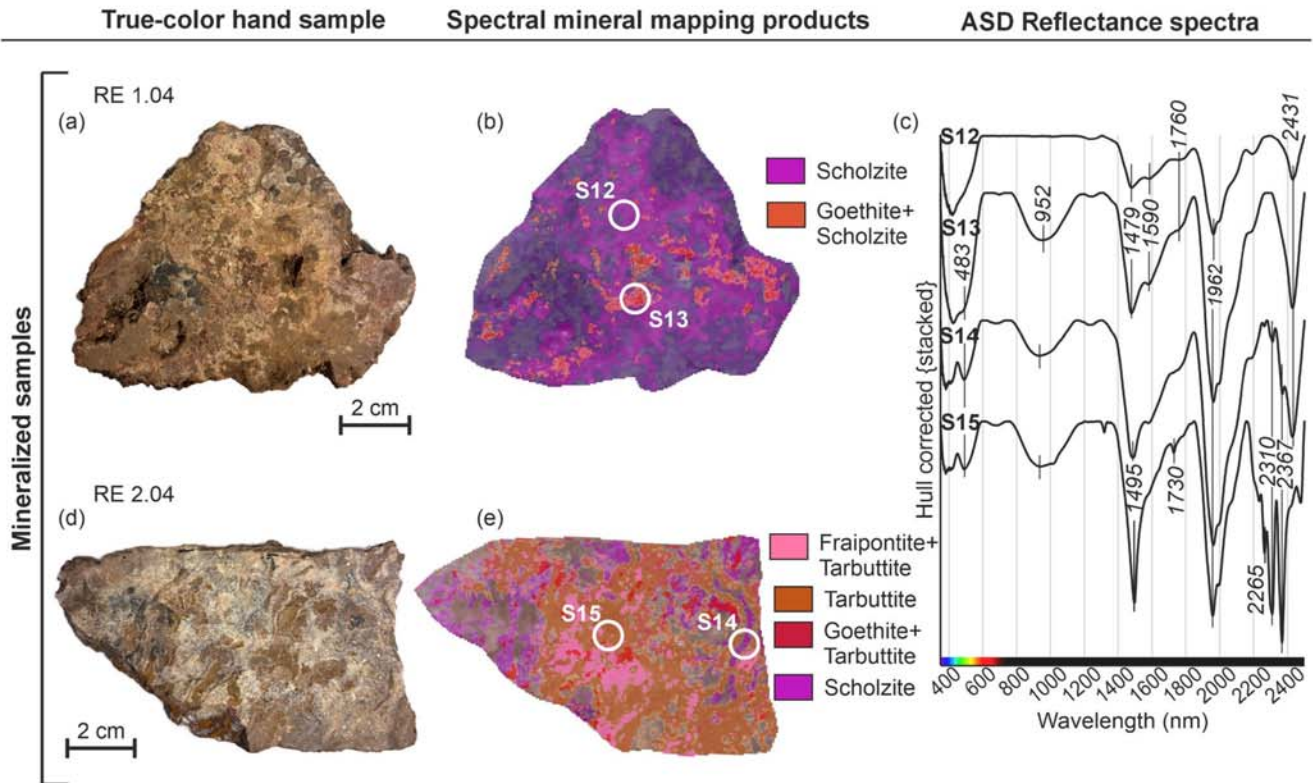 True-color hand sample
Spectral mineral mapping products
ASD Reflectance spectra
Mineralized samples
RE 1.04
(a)
2 cm
(b)
S12
S13
Scholzite
Goethite+
Scholzite
(c)
S12
S13
S14
S15
483
952
1479
1590
1760
1962
2431
1495
1730
2265
2310
2367
Hull corrected {stacked}
400
600
800
1000
1200
1400
1600
1800
2000
2200
2400
Wavelength (nm)
RE 2.04
(d)
2 cm
(e)
S15
S14
Fraipontite+
Tarbuttite
Tarbuttite
Goethite+
Tarbuttite
Scholzite